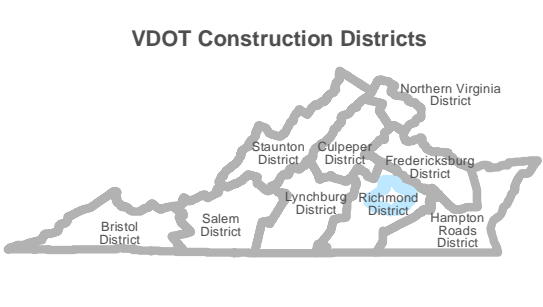 VDOT Construction Districts
Northern Virginia
District
Staunton
District
Culpeper
District
Fredericksburg
District
Lynchburg
District
Richmond
District
Salem
District
Bristol
District
Hampton
Roads
District